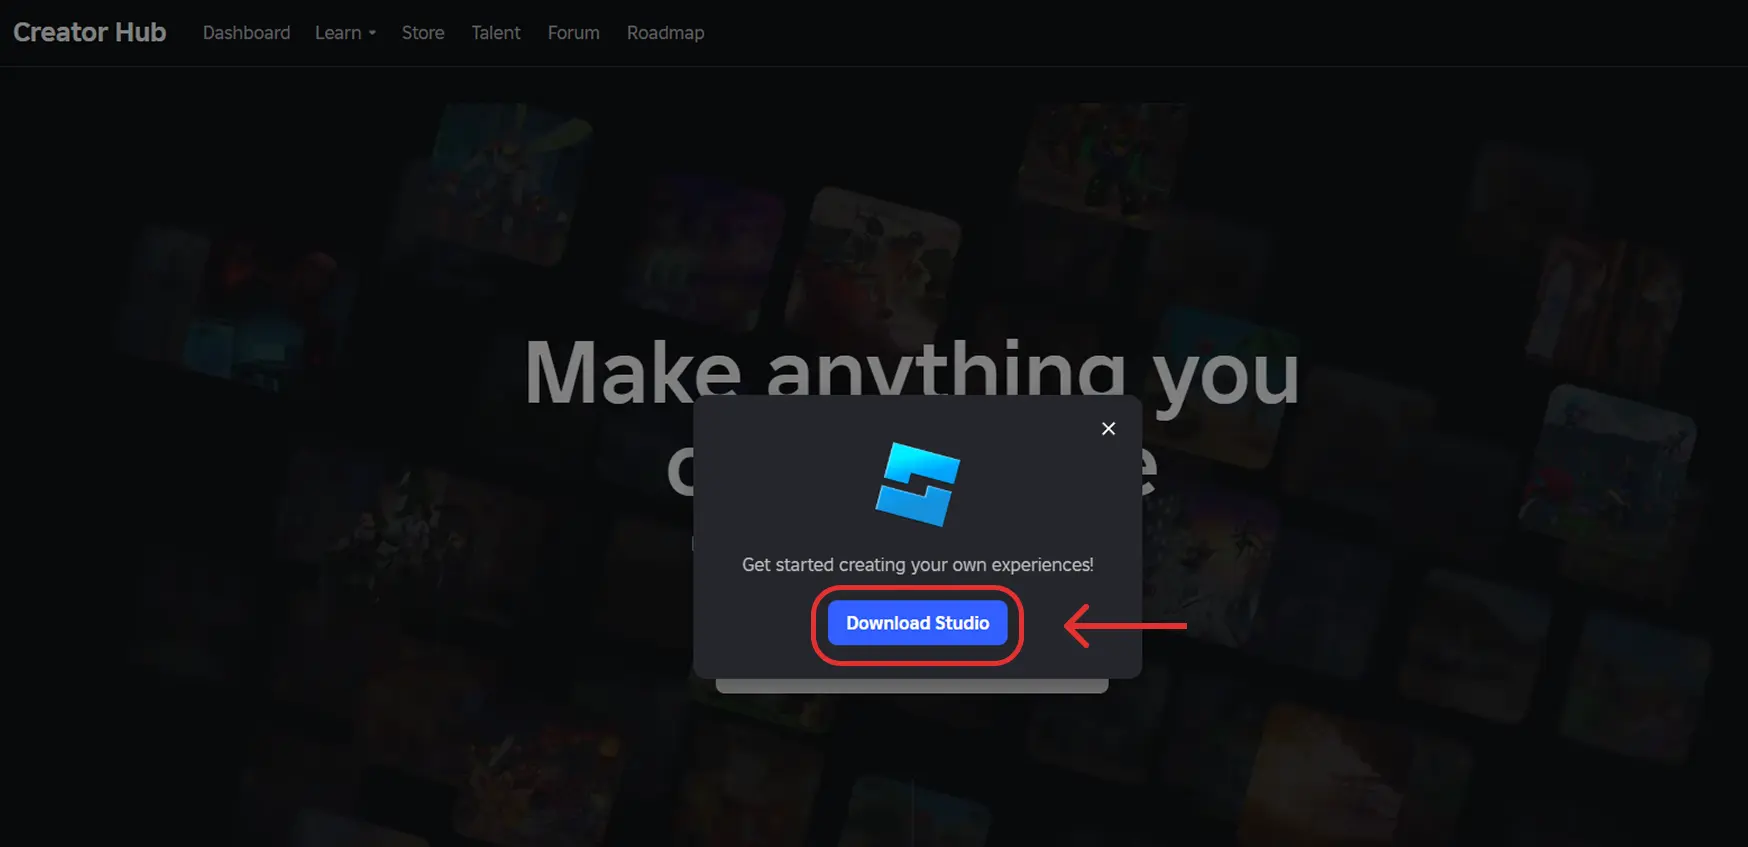 Creator Hub Dashboard Learn Store Talent Forum Roadmap
Make anything you
Get started creating your own experiences!
Download Studio